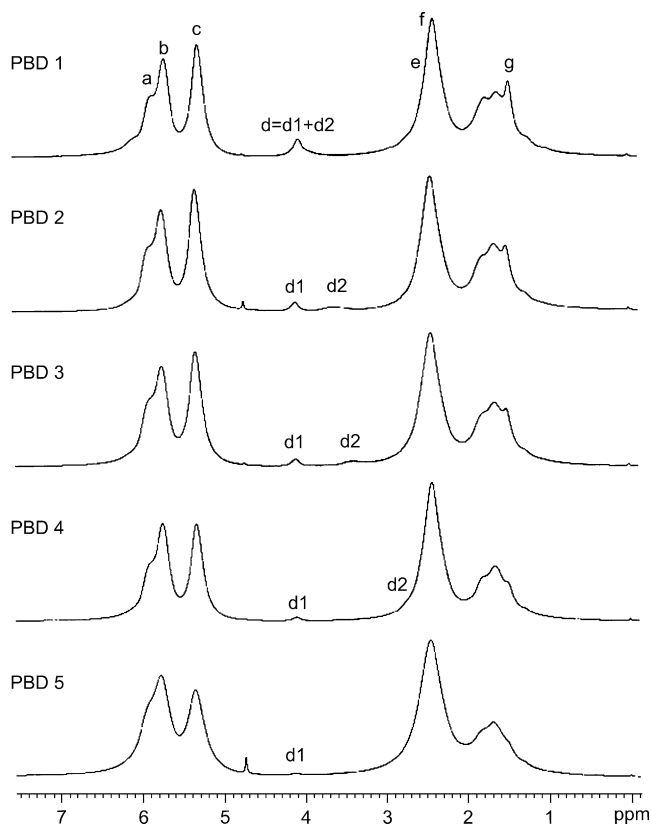 f
c
b
PBD 1
e
g
a
d=d1+d2
PBD 2
d1
d2
PBD 3
d1
d2
PBD 4
d2
d1
PBD 5
d1
7 6 5 4 3 2 1 ppm